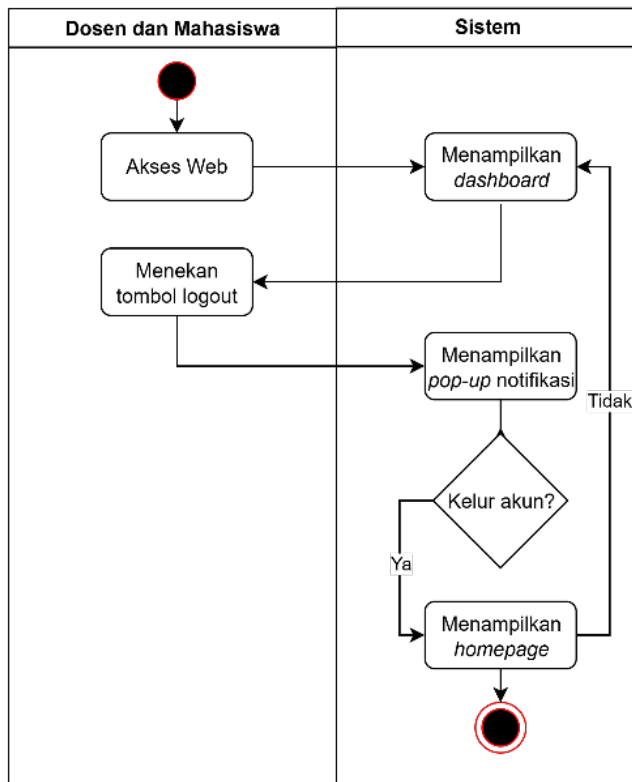 Dosen dan Mahasiswa
Sistem
Akses Web
Menampilkan
dashboard
Menekan
tombol logout
Menampilkan
pop-up notifikasi
Tidak
Kelur akun?
Ya
Menampilkan
homepage